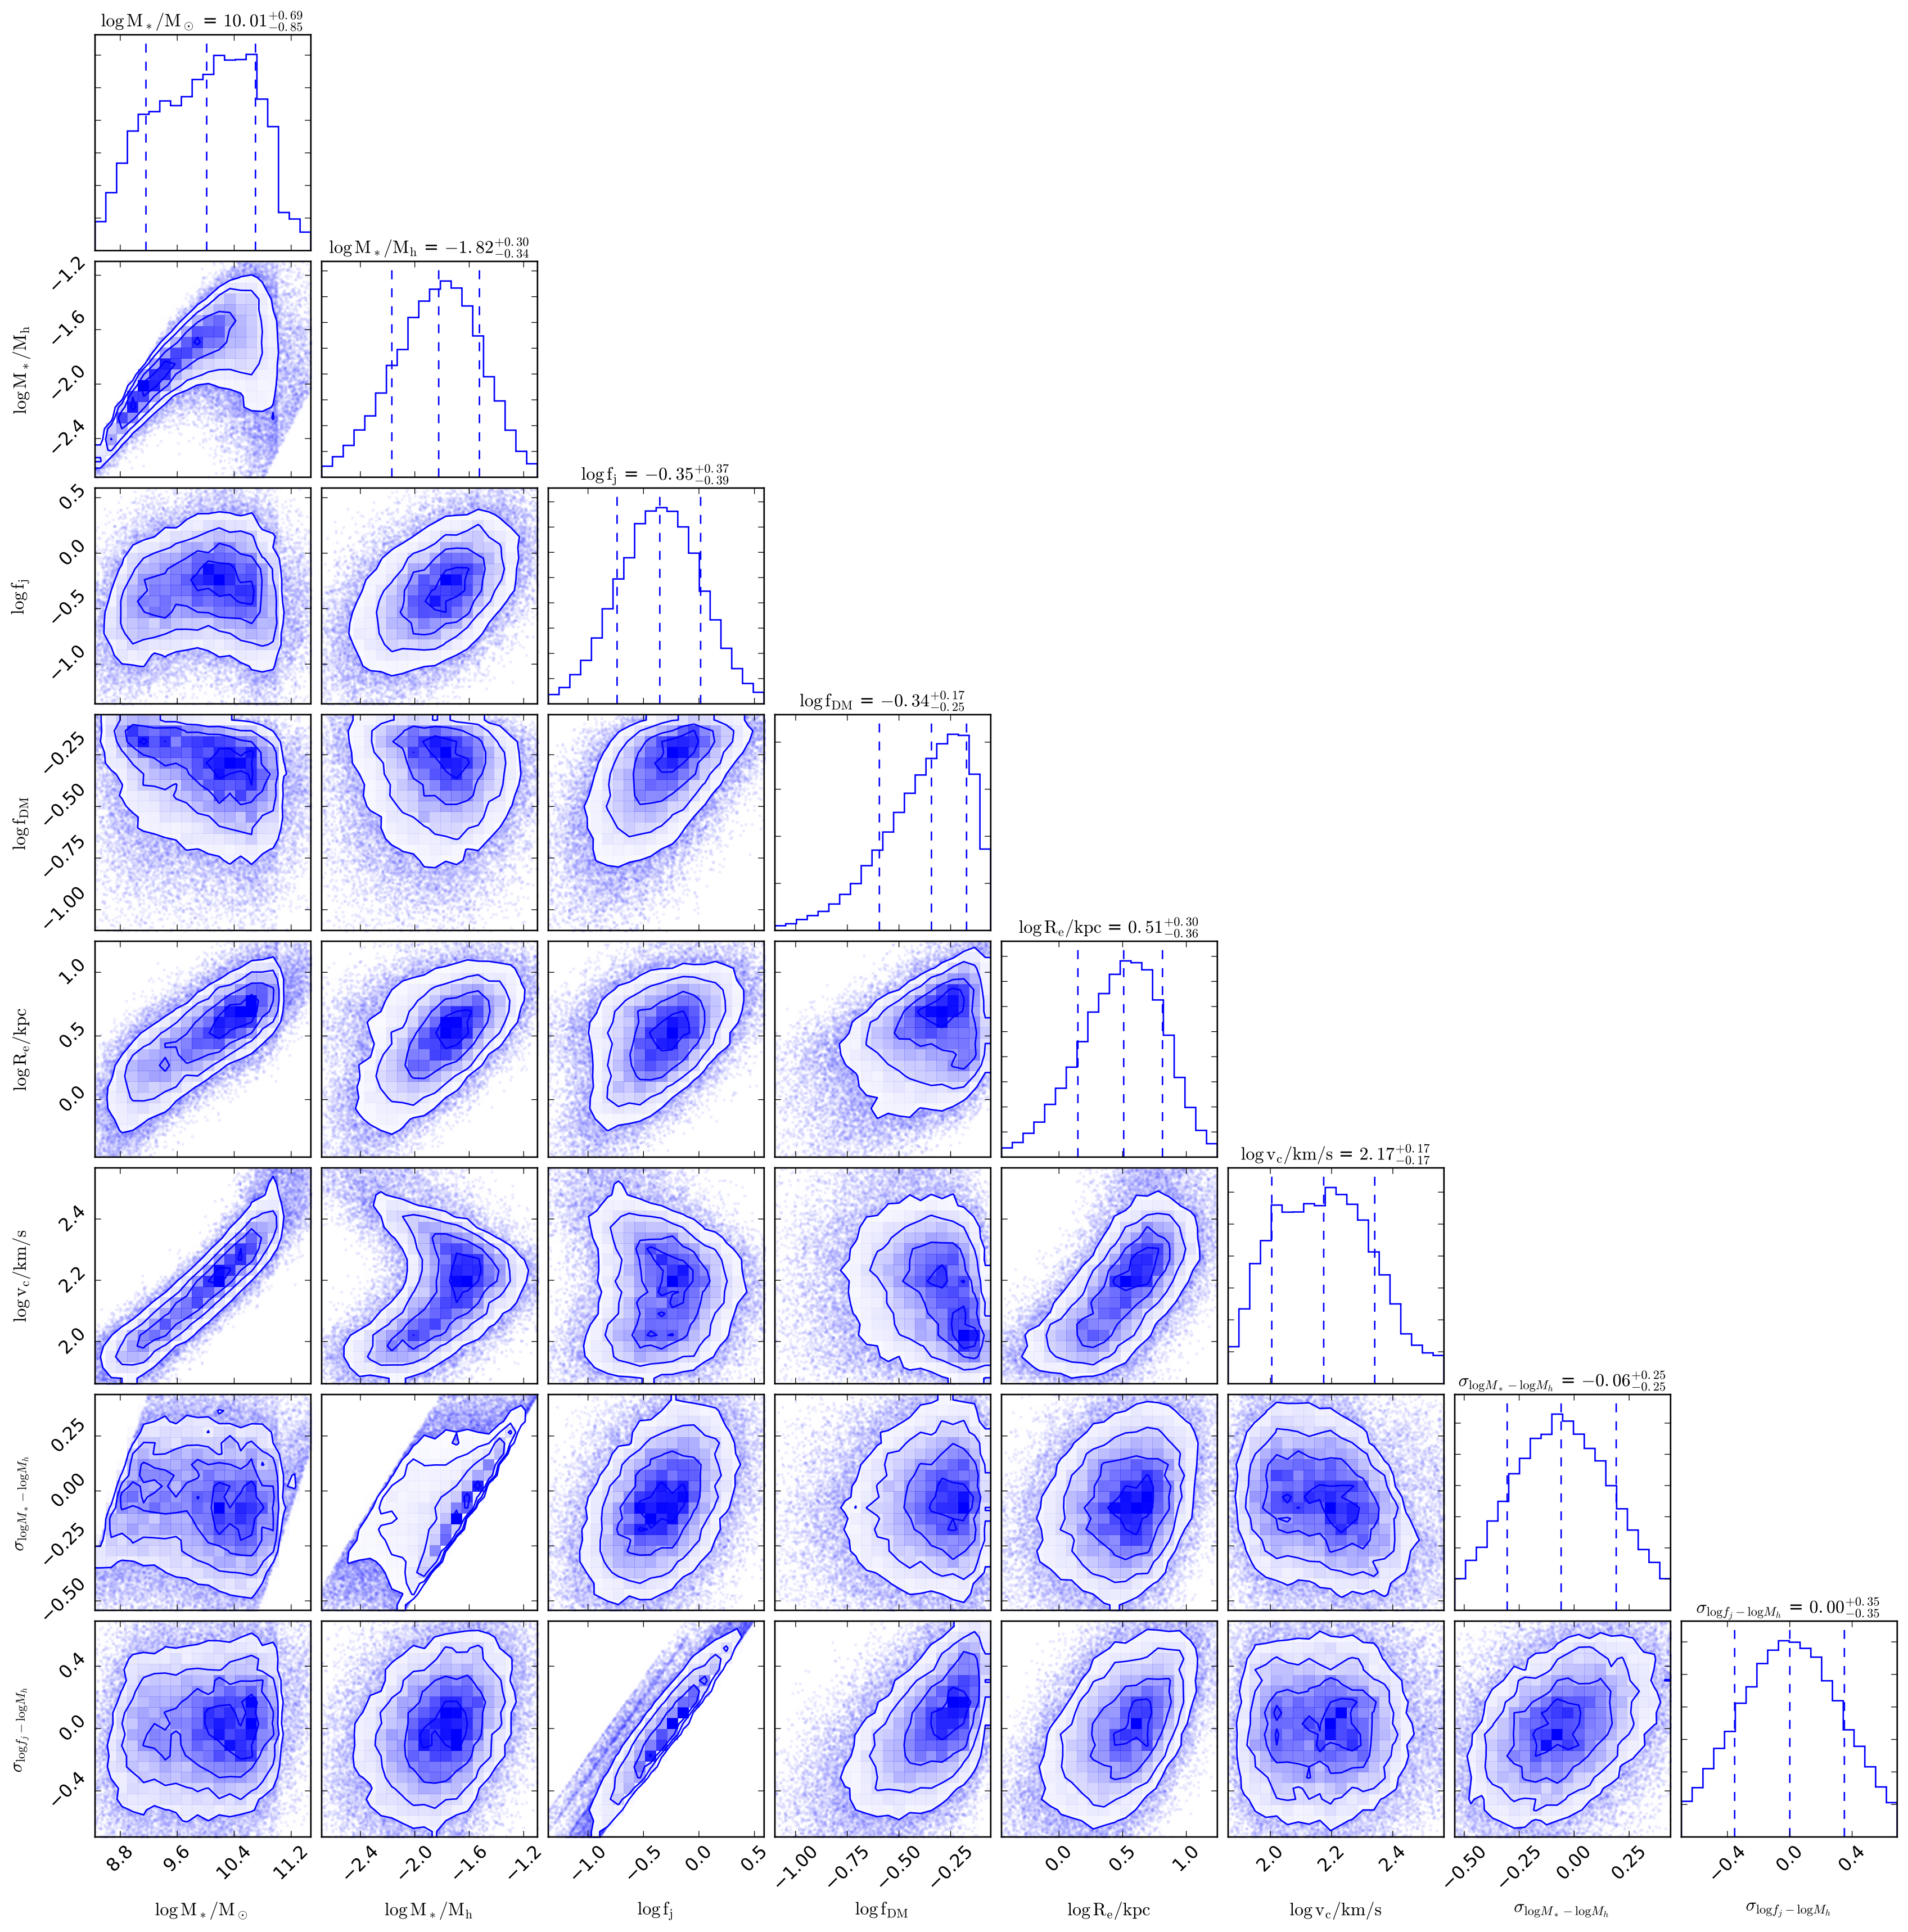 log M∗/M⊙ = 10.01 +0.69 −0.85
log M∗/Mh = −1.82 +0.30 −0.34
−1.2
−1.6
−2.0
−2.4
log M∗/Mh
log fj = −0.35 +0.37 −0.39
0.5
0.0
−0.5
−1.0
log fj
log fDM = −0.34 +0.17 −0.25
−0.25
−0.50
−0.75
−1.00
log fDM
log Re/kpc = 0.51 +0.30 −0.36
1.0
0.5
0.0
log Re/kpc
log vc/km/s = 2.17 +0.17 −0.17
2.4
2.2
2.0
log vc/km/s
σlogM∗−logMh = −0.06 +0.25 −0.25
0.25
0.00
−0.25
−0.50
σlogM∗−logMh
σlogfj−logMh = 0.00 +0.35 −0.35
0.4
0.0
−0.4
σlogfj−logMh
8.8 9.6 10.4 11.2 −2.4 −2.0 −1.6 −1.2 −1.0 −0.5 0.0 0.5 −1.00 −0.75 −0.50 −0.25 0.0 0.5 1.0 2.0 2.2 2.4 −0.50 −0.25 0.00 0.25 −0.4 0.0 0.4
log M∗/M⊙ log M∗/Mh log fj log fDM log Re/kpc log vc/km/s σlogM∗−logMh σlogfj−logMh